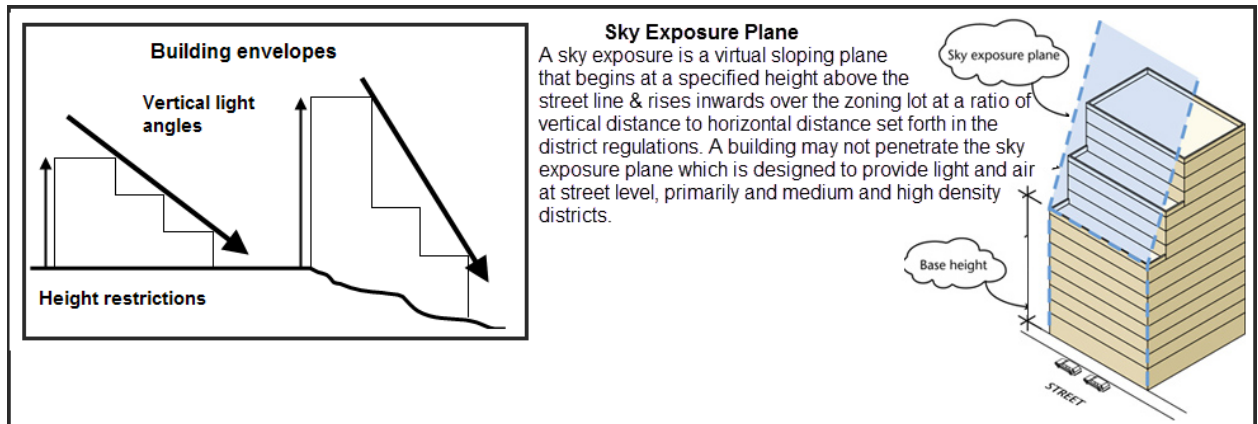 Building envelopes
Vertical light
angles
Height restrictions
Sky Exposure Plane
A sky exposure is a virtual sloping plane
that begins at a specified height above the
street line & rises inwards over the zoning lot at a ratio of
vertical distance to horizontal distance set forth in the
district regulations. A building may not penetrate the sky
exposure plane which is designed to provide light and air
at street level, primarily and medium and high density
districts.
Sky exposure plane
Base height
STREET